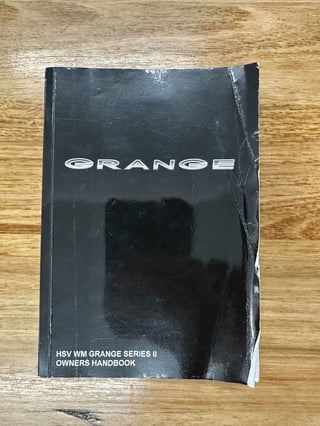 GRANGE
HSV WM GRANGE SERIES II
OWNERS HANDBOOK